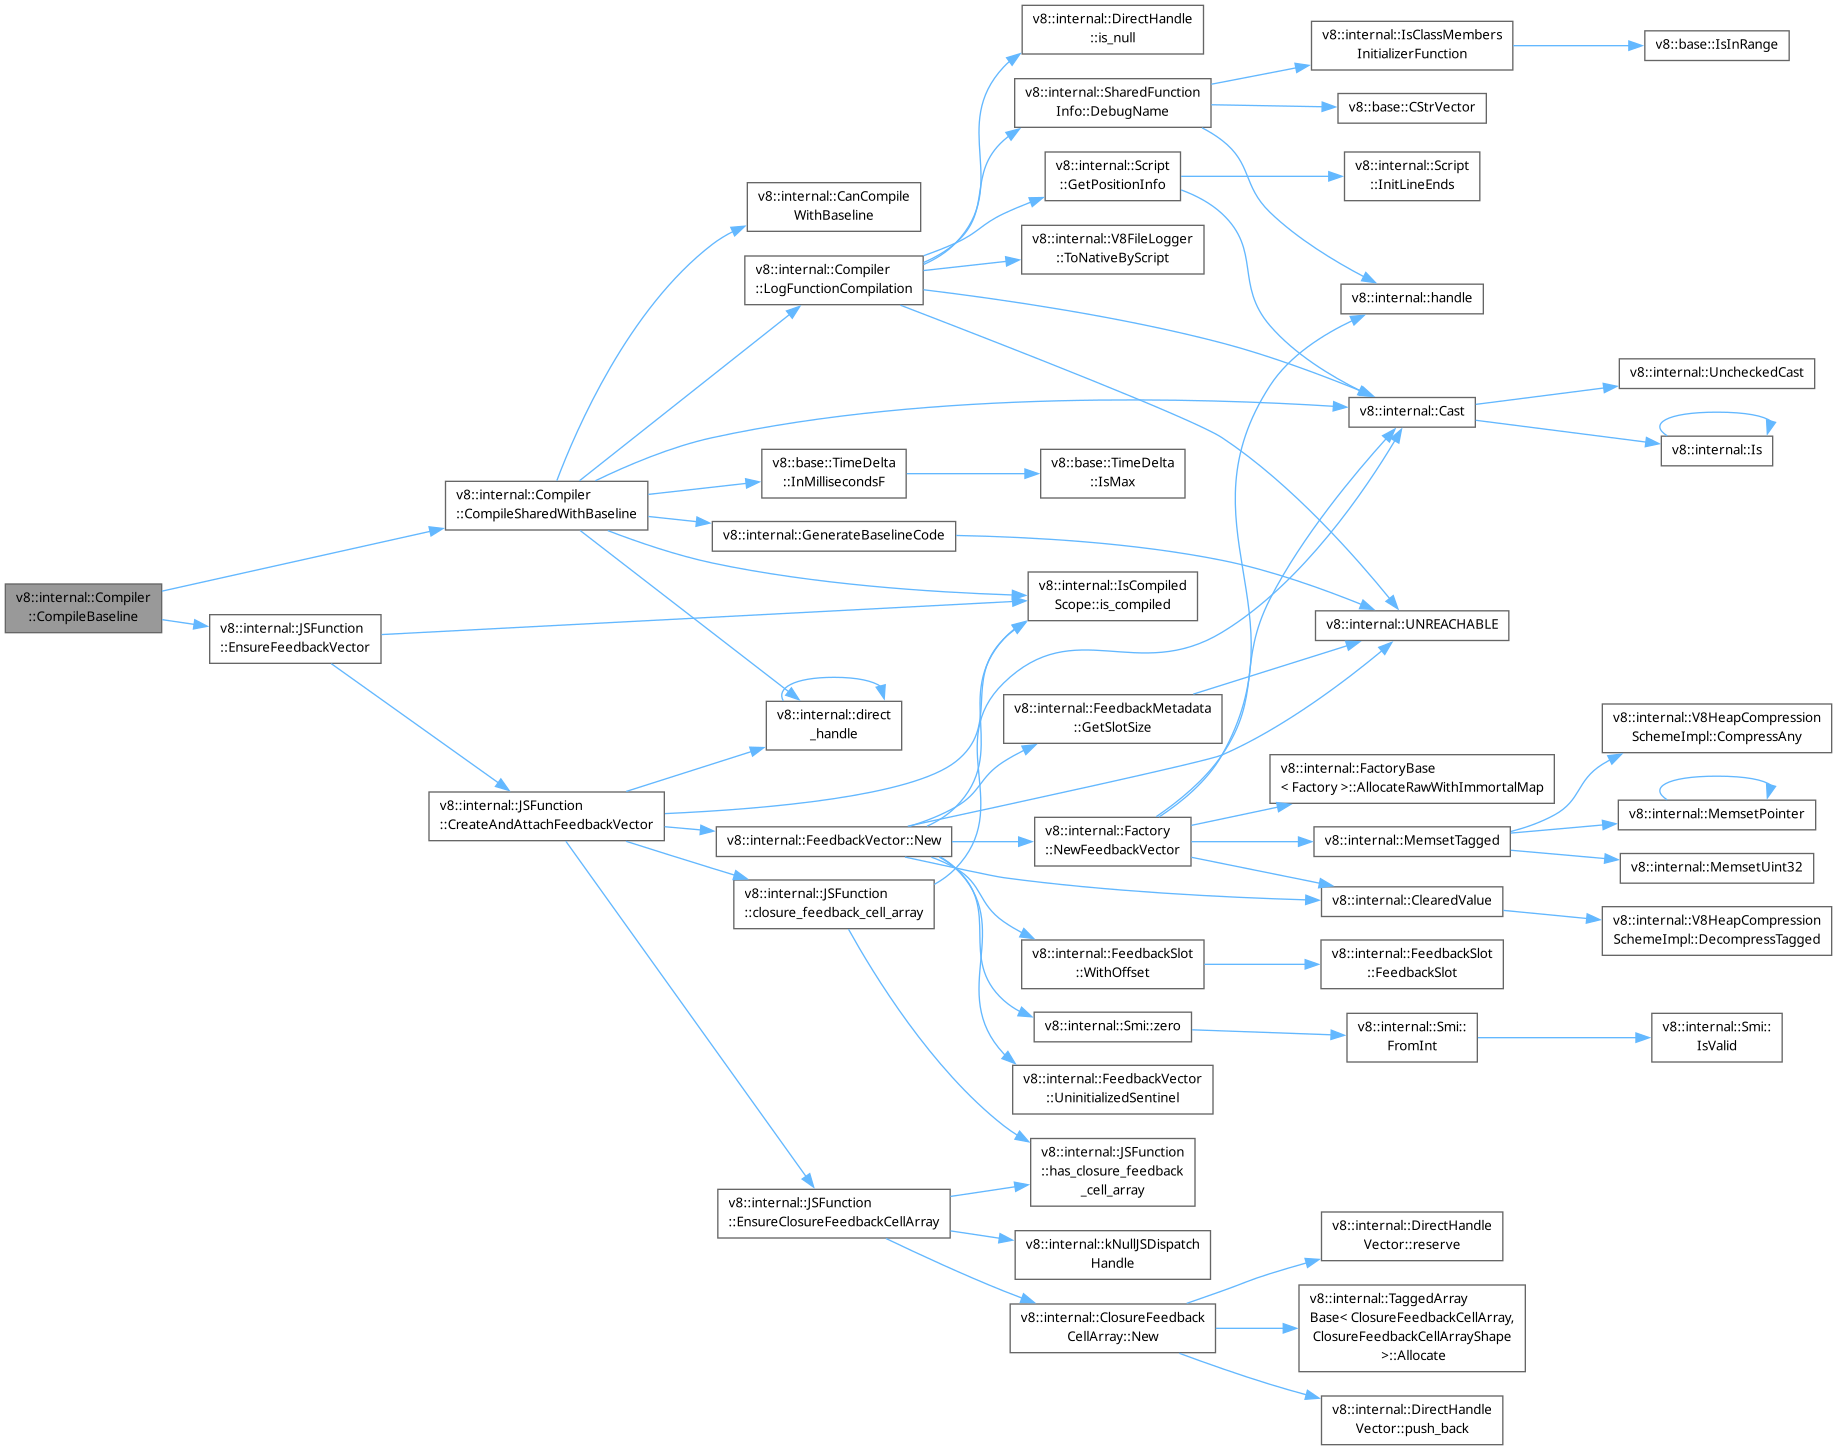 v8::internal::Compiler
::CompileBaseline
v8::internal::Compiler
::CompileSharedWithBaseline
v8::internal::JSFunction
::EnsureFeedbackVector
v8::internal::CanCompile
WithBaseline
v8::internal::Compiler
::LogFunctionCompilation
v8::base::TimeDelta
::InMillisecondsF
v8::internal::GenerateBaselineCode
v8::internal::direct
_handle
v8::internal::JSFunction
::CreateAndAttachFeedbackVector
v8::internal::FeedbackVector::New
v8::internal::JSFunction
::closure_feedback_cell_array
v8::internal::JSFunction
::EnsureClosureFeedbackCellArray
v8::internal::DirectHandle
::is_null
v8::internal::SharedFunction
Info::DebugName
v8::internal::Script
::GetPositionInfo
v8::internal::V8FileLogger
::ToNativeByScript
v8::base::TimeDelta
::IsMax
v8::internal::IsCompiled
Scope::is_compiled
v8::internal::FeedbackMetadata
::GetSlotSize
v8::internal::Factory
::NewFeedbackVector
v8::internal::FeedbackSlot
::WithOffset
v8::internal::Smi::zero
v8::internal::FeedbackVector
::UninitializedSentinel
v8::internal::JSFunction
::has_closure_feedback
_cell_array
v8::internal::kNullJSDispatch
Handle
v8::internal::ClosureFeedback
CellArray::New
v8::internal::IsClassMembers
InitializerFunction
v8::base::CStrVector
v8::internal::Script
::InitLineEnds
v8::internal::handle
v8::internal::Cast
v8::internal::UNREACHABLE
v8::internal::FactoryBase
< Factory >::AllocateRawWithImmortalMap
v8::internal::MemsetTagged
v8::internal::ClearedValue
v8::internal::FeedbackSlot
::FeedbackSlot
v8::internal::Smi::
FromInt
v8::internal::DirectHandle
Vector::reserve
v8::internal::TaggedArray
Base< ClosureFeedbackCellArray,
ClosureFeedbackCellArrayShape
>::Allocate
v8::internal::DirectHandle
Vector::push_back
v8::base::IsInRange
v8::internal::UncheckedCast
v8::internal::Is
v8::internal::V8HeapCompression
SchemeImpl::CompressAny
v8::internal::MemsetPointer
v8::internal::MemsetUint32
v8::internal::V8HeapCompression
SchemeImpl::DecompressTagged
v8::internal::Smi::
IsValid